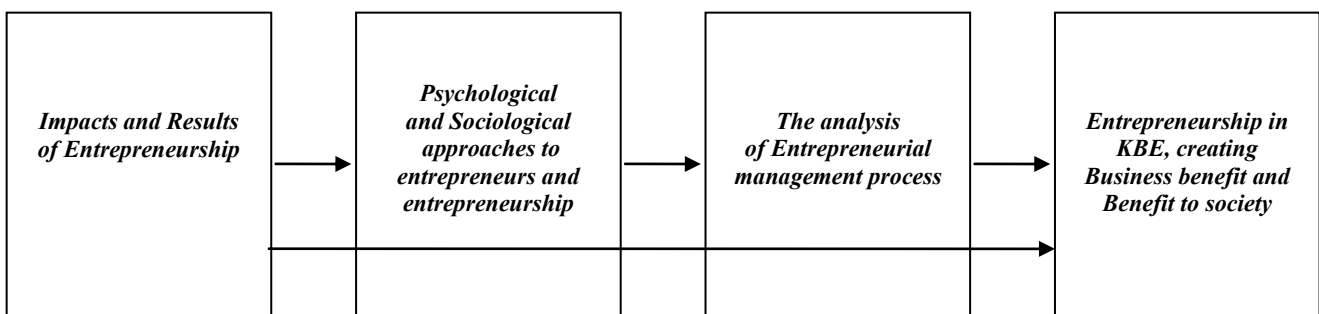 Impacts and Results
of Entrepreneurship
Psychological
and Sociological
approaches to
entrepreneurs and
entrepreneurship
The analysis
of Entrepreneurial
management process
Entrepreneurship in
KBE, creating
Business benefit and
Benefit to society